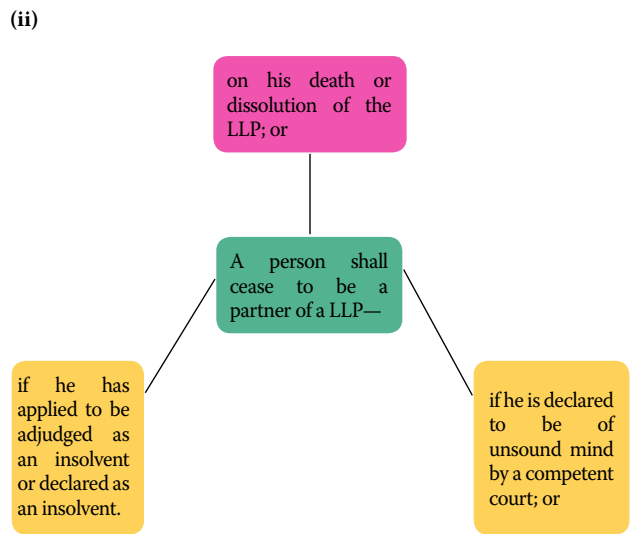 (ii)
on his death or
dissolution of the
LLP; or
A person shall
cease to be a
partner of a LLP—
if he has
applied to be
adjudged as
an insolvent
or declared as
an insolvent.
if he is declared
to be of
unsound mind
by a competent
court; or